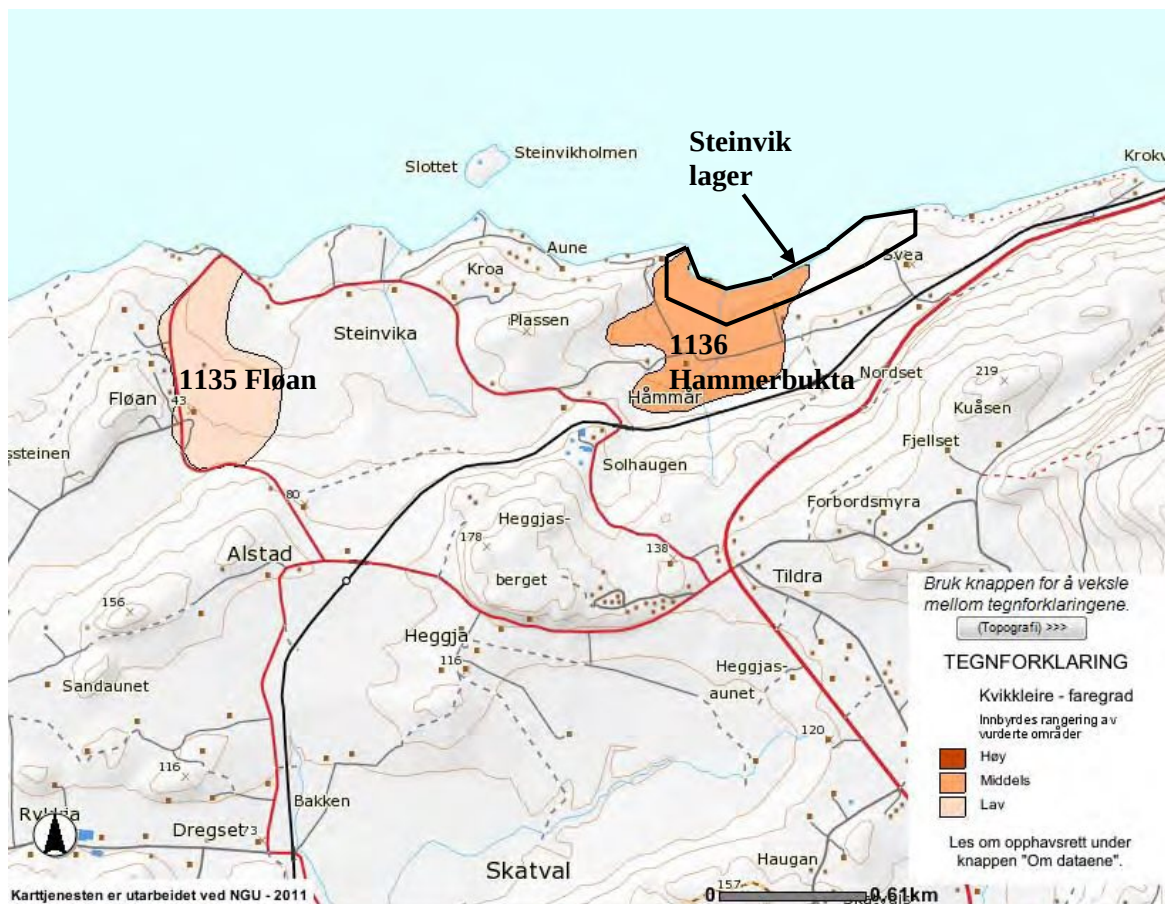 Steinvik
lager
Slottet
Steinvikholmen
Krokv
Aune
Kroa
Svea
Plassen
Steinvika
1136
Hammerbukta
1135 Fløan
Nordset
219
Kuåsen
Fløan
43
Håmmår
ssteinen
Solhaugen
Fjellset
80
Forbordsmyra
Heggjas-
178
berget
138
Alstad
Tildra
156
Heggja
116
Heggjas-
aunet
Sandaunet
120
116
Bakken
Dregset
73
Skatval
Haugan
157
Bruk knappen for å veksle
mellom tegnforklaringene.
(Topografi) >>>
TEGNFORKLARING
Kvikkleire - faregrad
Innbyrdes rangering av
vurderte områder
Høy
Middels
Lav
Les om opphavsrett under
knappen "Om dataene".
Karttjenesten er utarbeidet ved NGU - 2011
0
0.61km